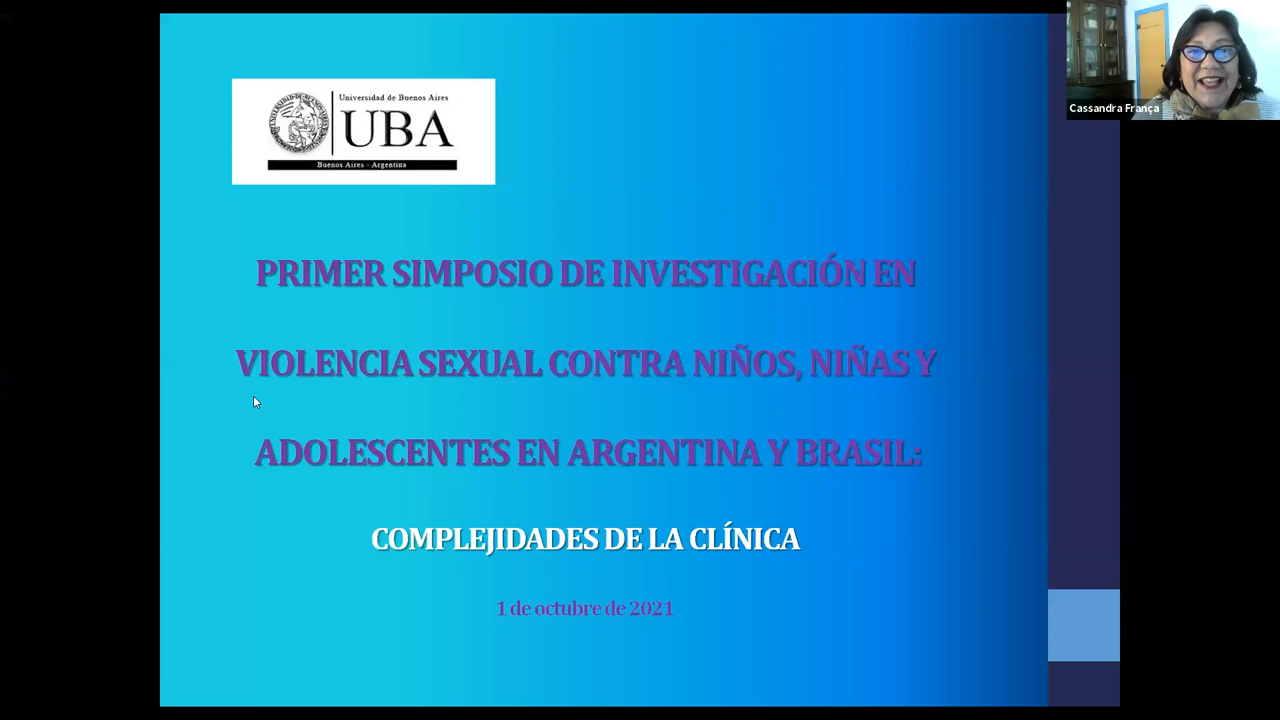 Universidad de Buenos Aires
UBA
Buenos Aires - Argentina
Cassandra França
PRIMER SIMPOSIO DE INVESTIGACIÓN EN
VIOLENCIA SEXUAL CONTRA NIÑOS, NIÑAS Y
ADOLESCENTES EN ARGENTINA Y BRASIL:
COMPLEJIDADES DE LA CLÍNICA
1 de octubre de 2021